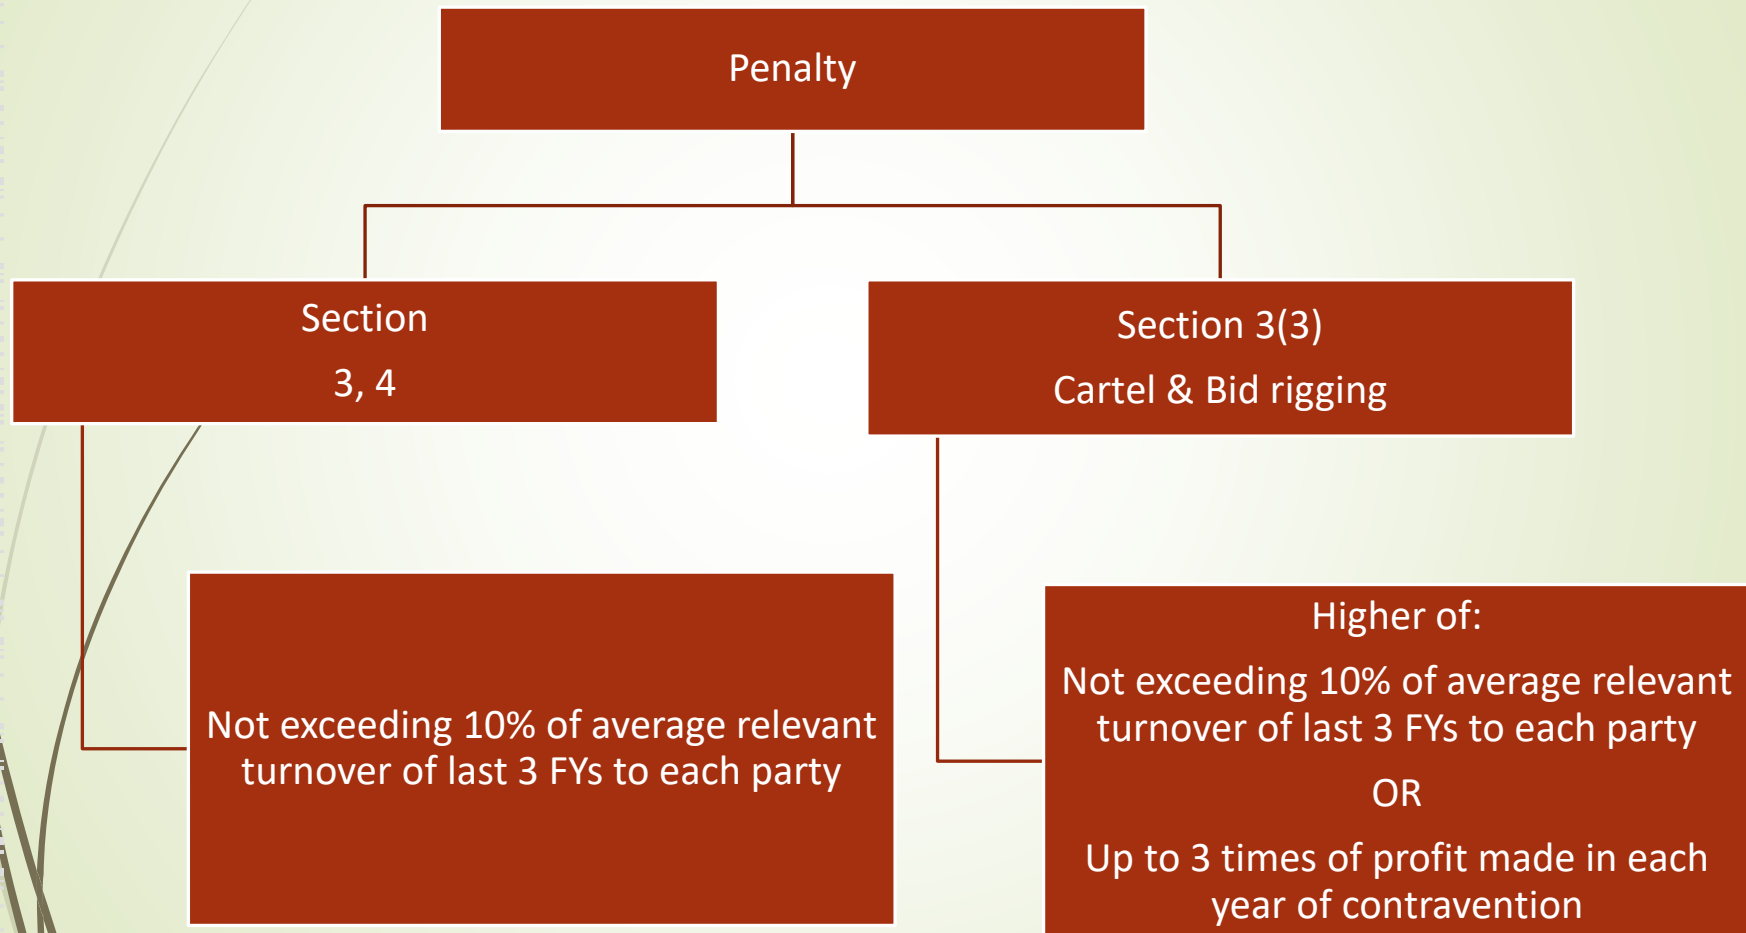 Penalty
Section
3, 4
Section 3(3)
Cartel & Bid rigging
Not exceeding 10% of average relevant
turnover of last 3 FYs to each party
Higher of:
Not exceeding 10% of average relevant
turnover of last 3 FYs to each party
OR
Up to 3 times of profit made in each
year of contravention